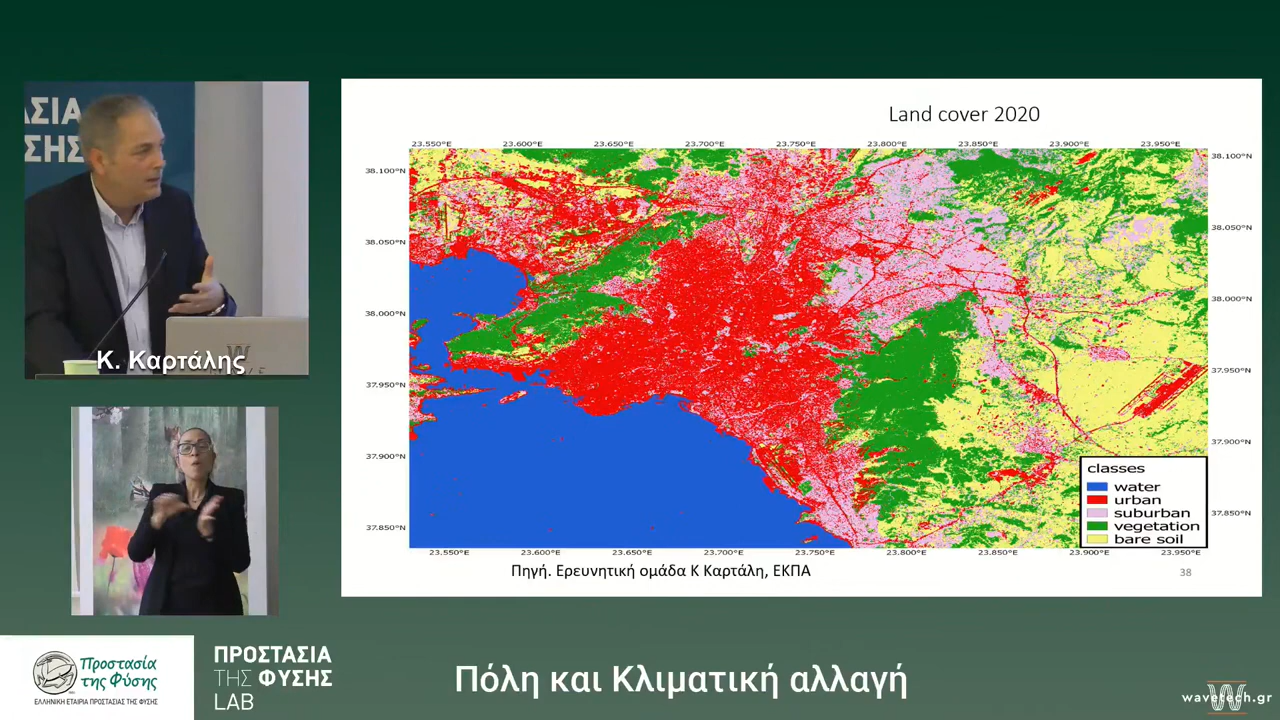 ΑΣΙΑ
ΣΗΣ
Κ. Καρτάλης
Land cover 2020
23.550°E 23.600°E 23.650°E 23.700°E 23.750°E 23.800°E 23.850°E 23.900°E 23.950°E
38.100°N
38.050°N
38.000°N
37.950°N
37.900°N
37.850°N
38.100°N
38.050°N
38.000°N
37.950°N
37.900°N
37.850°N
classes
water
urban
suburban
vegetation
bare soil
23.550°E 23.600°E 23.650°E 23.700°E 23.750°E 23.800°E 23.850°E 23.900°E 23.950°E
Πηγή. Ερευνητική ομάδα Κ Καρτάλη, ΕΚΠΑ
38
Προστασία
της Φύσης
ΕΛΛΗΝΙΚΗ ΕΤΑΙΡΙΑ ΠΡΟΣΤΑΣΙΑΣ ΤΗΣ ΦΥΣΗΣ
ΠΡΟΣΤΑΣΙΑ
ΤΗΣ ΦΥΣΗΣ
LAB
Πόλη και Κλιματική αλλαγή
wavetech.gr